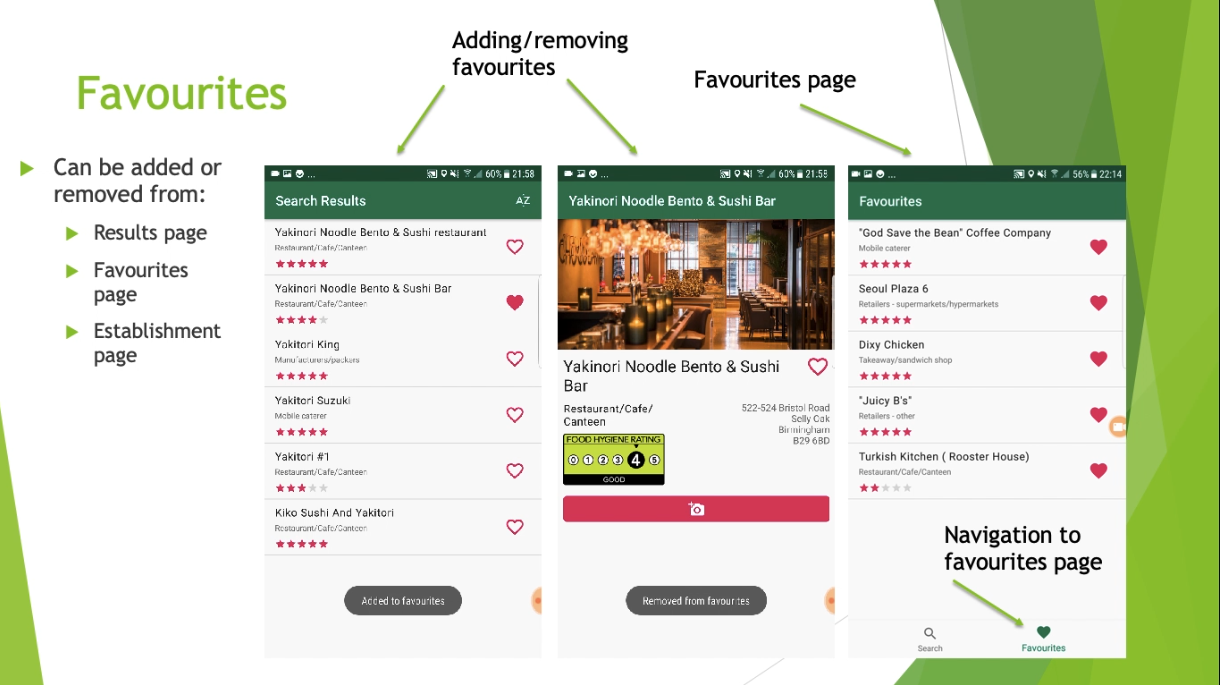 Adding/removing
favourites
Favourites page
Favourites
Can be added or
removed from:
Results page
Favourites
page
Establishment
page
... 60% 21:58
Search Results AZ
Yakinori Noodle Bento & Sushi restaurant
Restaurant/Cafe/Canteen
Yakinori Noodle Bento & Sushi Bar
Restaurant/Cafe/Canteen
Yakitori King
Manufacturers/packers
Yakitori Suzuki
Mobile caterer
Yakitori #1
Restaurant/Cafe/Canteen
Kiko Sushi And Yakitori
Restaurant/Cafe/Canteen
Added to favourites
... 60% 21:58
Yakinori Noodle Bento & Sushi Bar
Yakinori Noodle Bento & Sushi
Bar
Restaurant/Cafe/
Canteen
522-524 Bristol Road
Selly Oak
Birmingham
B29 6BD
FOOD HYGIENE RATING
0 1 2 3 4 5
GOOD
Removed from favourites
... 56% 22:14
Favourites
"God Save the Bean" Coffee Company
Mobile caterer
Seoul Plaza 6
Retailers - supermarkets/hypermarkets
Dixy Chicken
Takeaway/sandwich shop
"Juicy B's"
Retailers - other
Turkish Kitchen ( Rooster House)
Restaurant/Cafe/Canteen
Navigation to
favourites page
Search Favourites